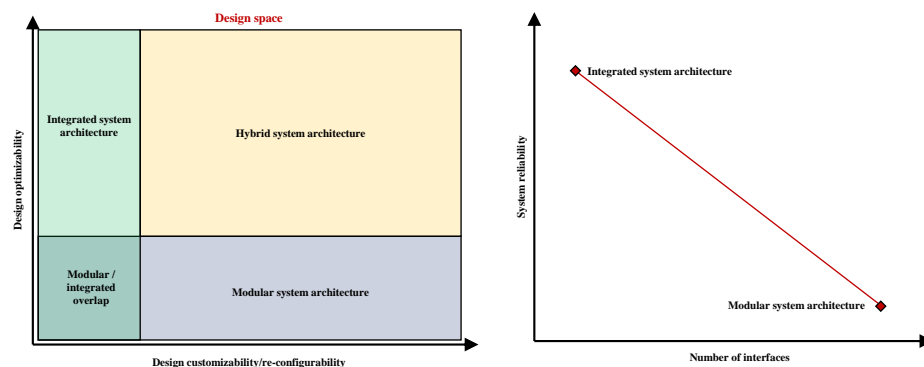 Design space
Design optimizability
Integrated system
architecture
Hybrid system architecture
Modular /
integrated
overlap
Modular system architecture
Design customizability/re-configurability
System reliability
Integrated system architecture
Modular system architecture
Number of interfaces